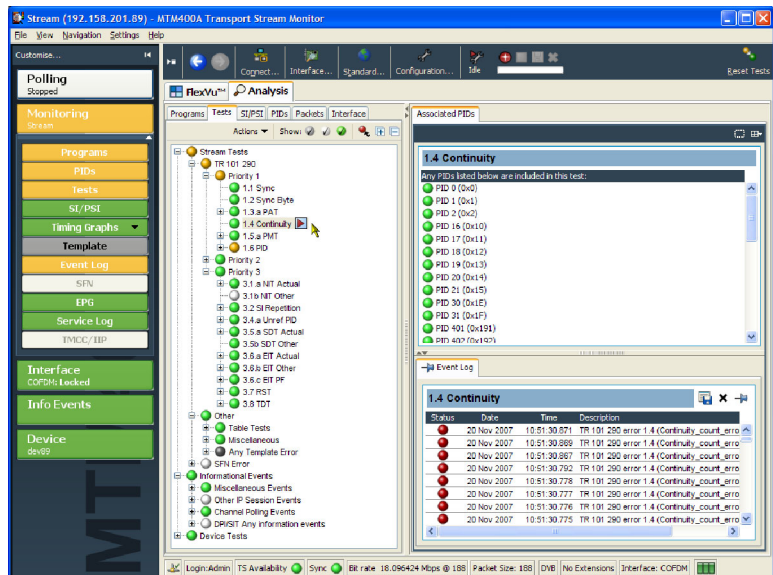 Stream (192.158.201.89) - MTM400A Transport Stream Monitor
File View Navigation Settings Help
Customise...
Polling
Stopped
Monitoring
Stream
Programs
PIDs
Tests
SI/PSI
Timing Graphs
Template
Event Log
SFN
EPG
Service Log
TMCC/IIP
Interface
COFDM: Locked
Info Events
Device
dev89
MTM
Connect... Interface... Standard... Configuration... Idle Reset Tests
FlexVu™ Analysis
Programs Tests SI/PSI PIDs Packets Interface
Actions Show:
Stream Tests
TR 101 290
Priority 1
1.1 Sync
1.2 Sync Byte
1.3.a PAT
1.4 Continuity
1.5.a PMT
1.6 PID
Priority 2
Priority 3
3.1.a NIT Actual
3.1b NIT Other
3.2 SI Repetition
3.4.a Unref PID
3.5.a SDT Actual
3.5b SDT Other
3.6.a EIT Actual
3.6.b EIT Other
3.6.c EIT PF
3.7 RST
3.8 TDT
Other
Table Tests
Miscellaneous
Any Template Error
SFN Error
Informational Events
Miscellaneous Events
Other IP Session Events
Channel Polling Events
DPI/SIT Any information events
Device Tests
Associated PIDs
1.4 Continuity
Any PIDs listed below are included in this test:
PID 0 (0x0)
PID 1 (0x1)
PID 2 (0x2)
PID 16 (0x10)
PID 17 (0x11)
PID 18 (0x12)
PID 19 (0x13)
PID 20 (0x14)
PID 21 (0x15)
PID 30 (0x1E)
PID 31 (0x1F)
PID 401 (0x191)
PID 402 (0x192)
Event Log
1.4 Continuity
Status Date Time Description
20 Nov 2007 10:51:30.871 TR 101 290 error 1.4 (Continuity_count_erro
20 Nov 2007 10:51:30.869 TR 101 290 error 1.4 (Continuity_count_erro
20 Nov 2007 10:51:30.867 TR 101 290 error 1.4 (Continuity_count_erro
20 Nov 2007 10:51:30.792 TR 101 290 error 1.4 (Continuity_count_erro
20 Nov 2007 10:51:30.778 TR 101 290 error 1.4 (Continuity_count_erro
20 Nov 2007 10:51:30.777 TR 101 290 error 1.4 (Continuity_count_erro
20 Nov 2007 10:51:30.776 TR 101 290 error 1.4 (Continuity_count_erro
20 Nov 2007 10:51:30.775 TR 101 290 error 1.4 (Continuity_count_erro
Login:Admin TS Availability Sync Bit rate 18.096424 Mbps @ 188 Packet Size: 188 DVB No Extensions Interface: COFDM